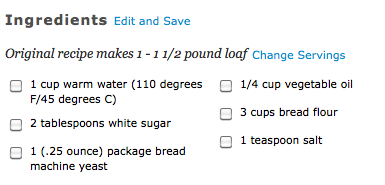 Ingredients Edit and Save
Original recipe makes 1 - 1 1/2 pound loaf Change Servings
1 cup warm water (110 degrees
F/45 degrees C)
2 tablespoons white sugar
1 (.25 ounce) package bread
machine yeast
1/4 cup vegetable oil
3 cups bread flour
1 teaspoon salt